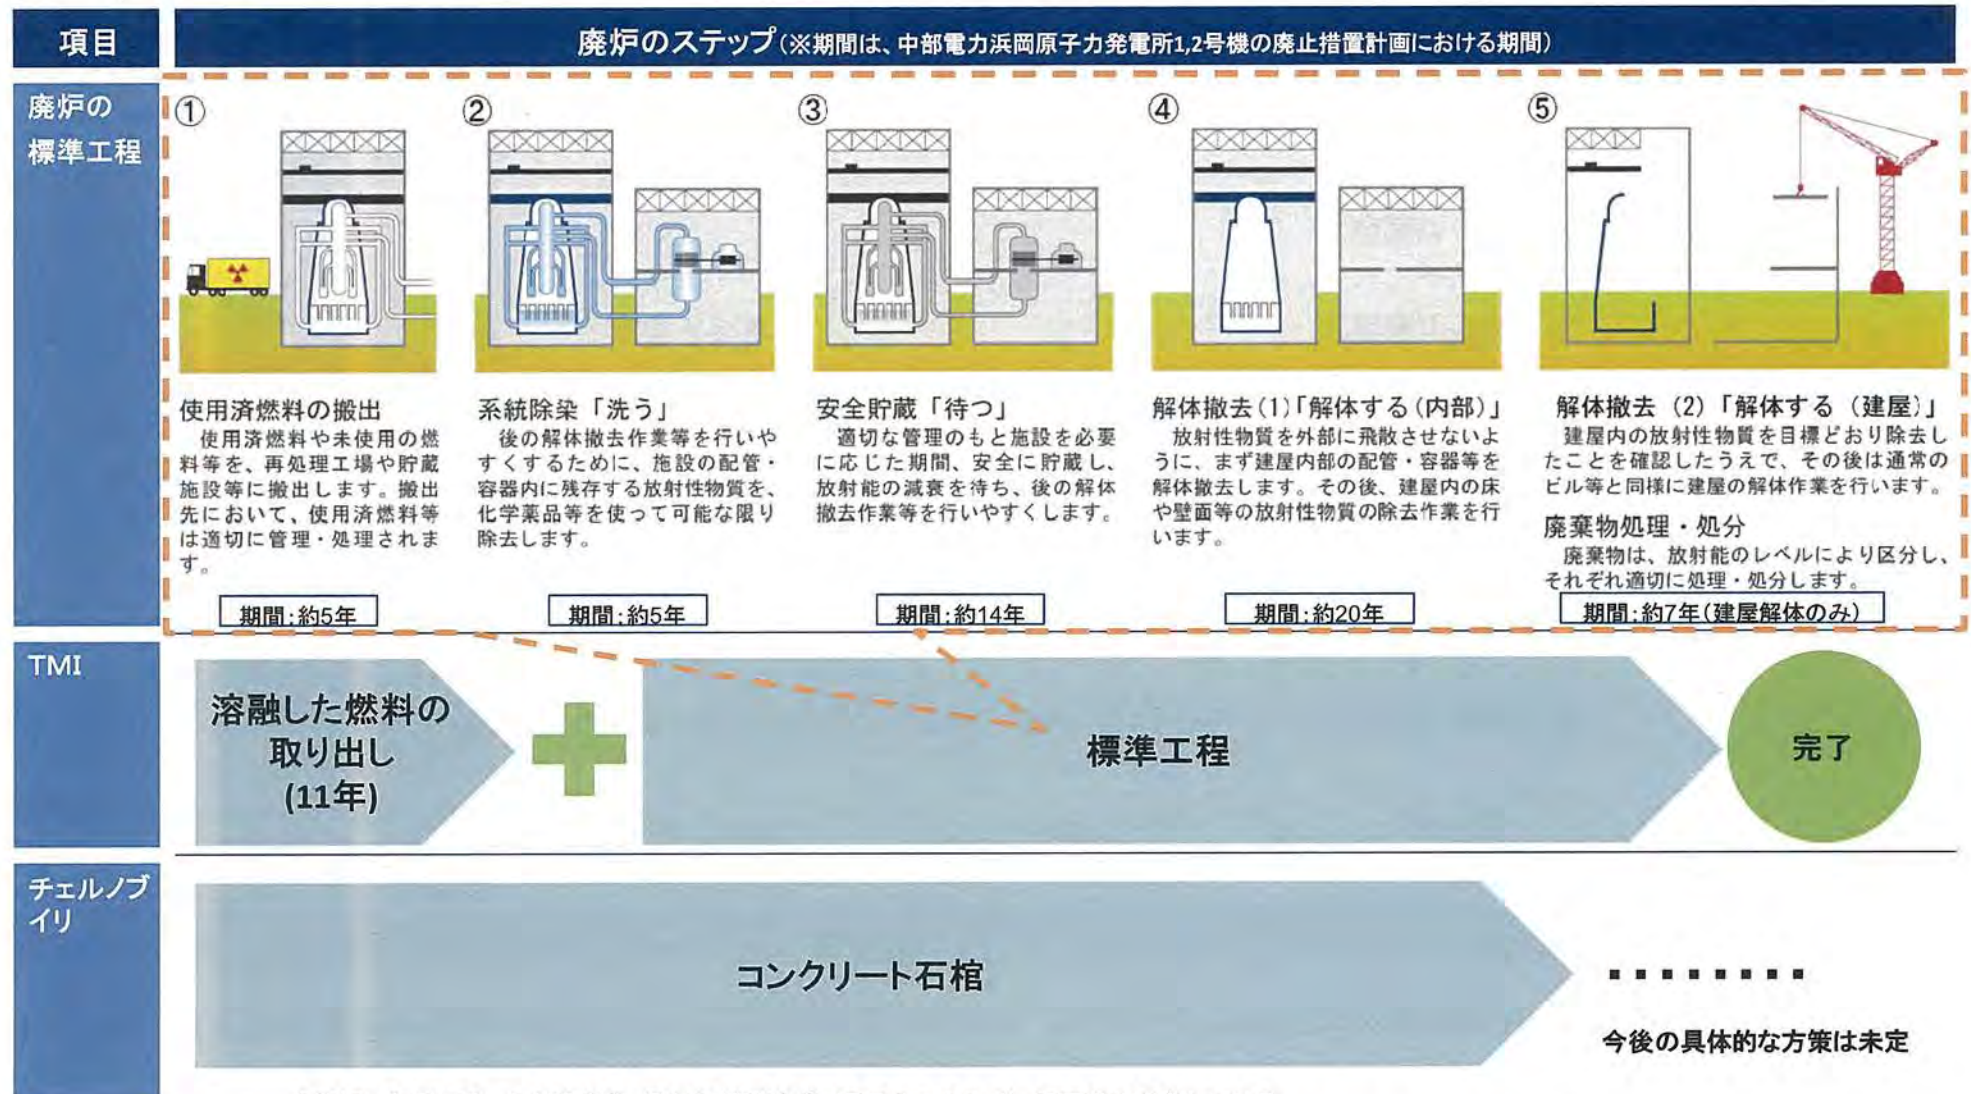 項目
廃炉のステップ(※期間は、中部電力浜岡原子力発電所1,2号機の廃止措置計画における期間)
廃炉の
標準工程
①
使用済燃料の搬出
使用済燃料や未使用の燃
料等を、再処理工場や貯蔵
施設等に搬出します。搬出
先において、使用済燃料等
は適切に管理・処理されま
す。
期間:約5年
②
系統除染「洗う」
後の解体撤去作業等を行いや
すくするために、施設の配管・
容器内に残存する放射性物質を、
化学薬品等を使って可能な限り
除去します。
期間:約5年
③
安全貯蔵「待つ」
適切な管理のもと施設を必要
に応じた期間、安全に貯蔵し、
放射能の減衰を待ち、後の解体
撤去作業等を行いやすくします。
期間:約14年
④
解体撤去(1)「解体する(内部)」
放射性物質を外部に飛散させないよ
うに、まず建屋内部の配管・容器等を
解体撤去します。その後、建屋内の床
や壁面等の放射性物質の除去作業を行
います。
期間:約20年
⑤
解体撤去(2)「解体する(建屋)」
建屋内の放射性物質を目標どおり除去し
たことを確認したうえで、その後は通常の
ビル等と同様に建屋の解体作業を行います。
廃棄物処理・処分
廃棄物は、放射能のレベルにより区分し、
それぞれ適切に処理・処分します。
期間:約7年(建屋解体のみ)
TMI
溶融した燃料の
取り出し
(11年)
標準工程
完了
チェルノブ
イリ
コンクリート石棺
今後の具体的な方策は未定